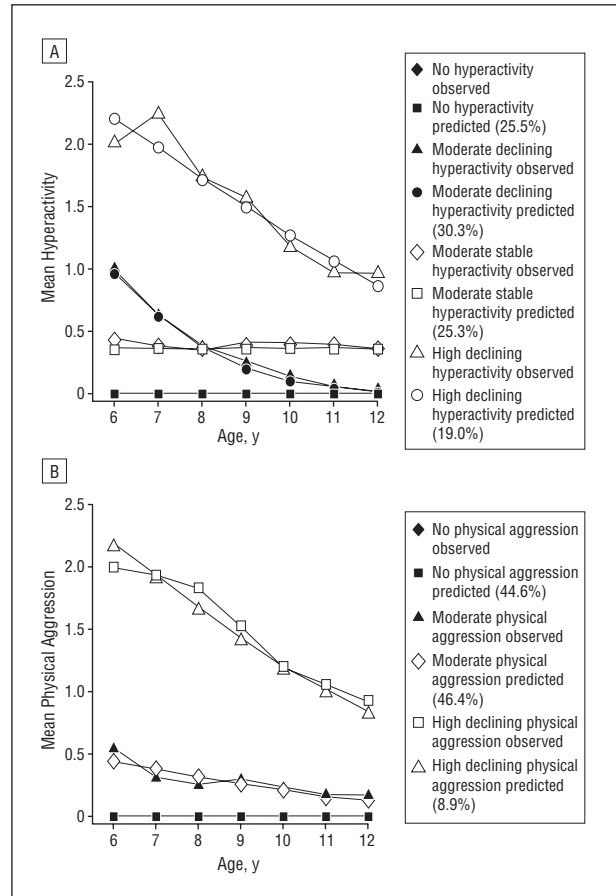 A
2.5
2.0
1.5
1.0
0.5
0
Mean Hyperactivity
6 7 8 9 10 11 12
Age, y
No hyperactivity
observed
No hyperactivity
predicted (25.5%)
Moderate declining
hyperactivity observed
Moderate declining
hyperactivity predicted
(30.3%)
Moderate stable
hyperactivity observed
Moderate stable
hyperactivity predicted
(25.3%)
High declining
hyperactivity observed
High declining
hyperactivity predicted
(19.0%)
B
2.5
2.0
1.5
1.0
0.5
0
Mean Physical Aggression
6 7 8 9 10 11 12
Age, y
No physical aggression
observed
No physical aggression
predicted (44.6%)
Moderate physical
aggression observed
Moderate physical
aggression predicted
(46.4%)
High declining physical
aggression observed
High declining physical
aggression predicted
(8.9%)